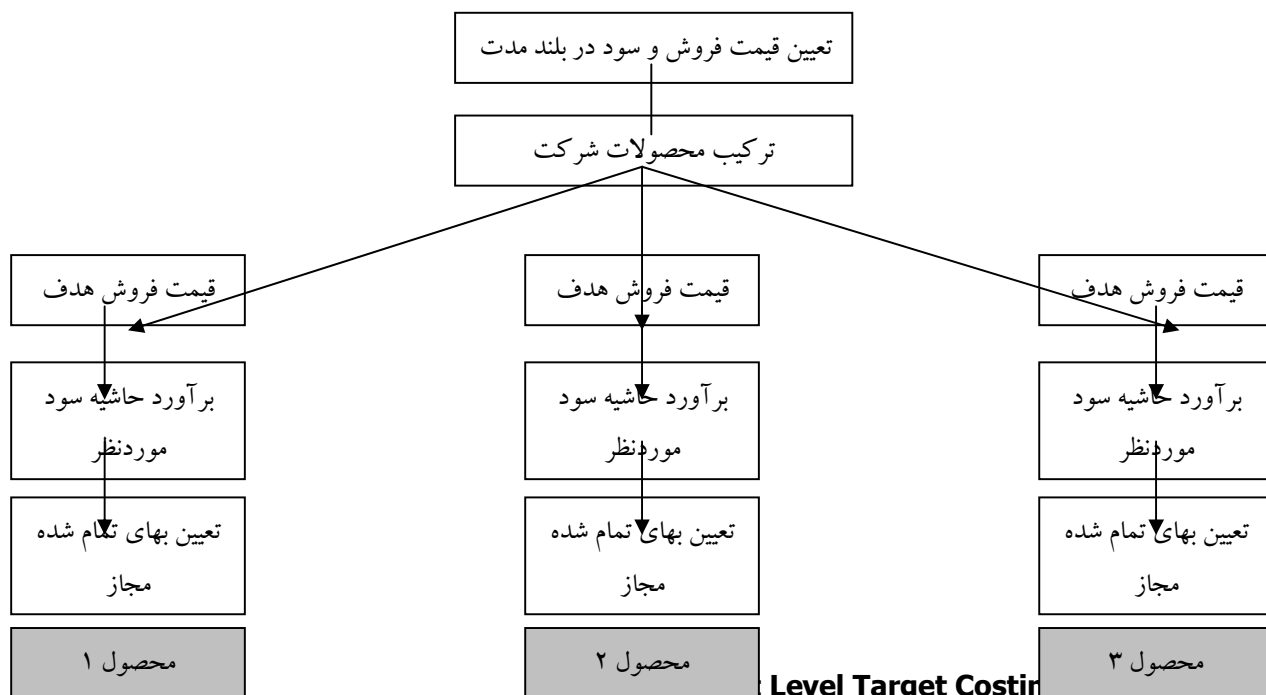 تعیین قیمت فروش و سود در بلند مدت
ترکیب محصولات شرکت
قیمت فروش هدف
قیمت فروش هدف
قیمت فروش هدف
برآورد حاشیه سود
موردنظر
برآورد حاشیه سود
موردنظر
برآورد حاشیه سود
موردنظر
تعیین بهای تمام شده
مجاز
تعیین بهای تمام شده
مجاز
تعیین بهای تمام شده
مجاز
محصول ۱
محصول ۲
محصول ۳
Level Target